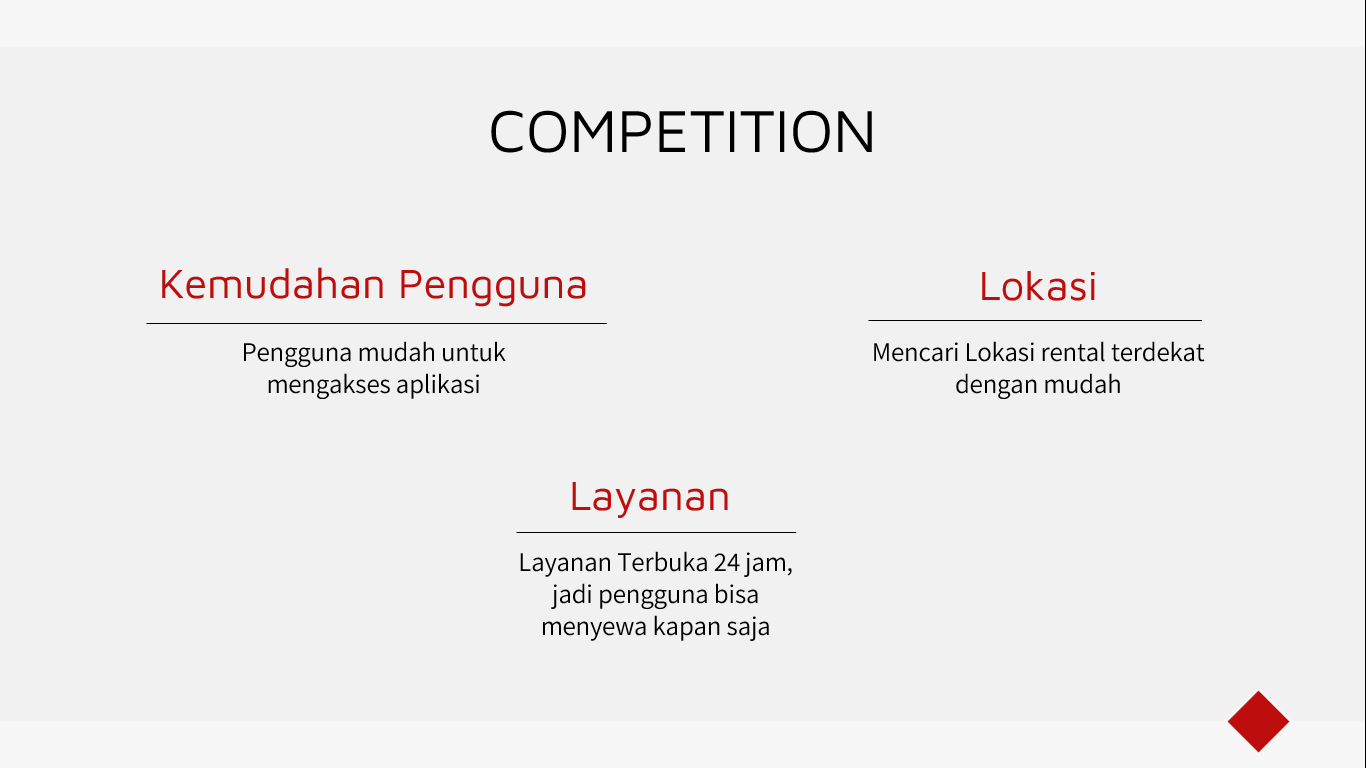 COMPETITION
Kemudahan Pengguna
Pengguna mudah untuk
mengakses aplikasi
Lokasi
Mencari Lokasi rental terdekat
dengan mudah
Layanan
Layanan Terbuka 24 jam,
jadi pengguna bisa
menyewa kapan saja